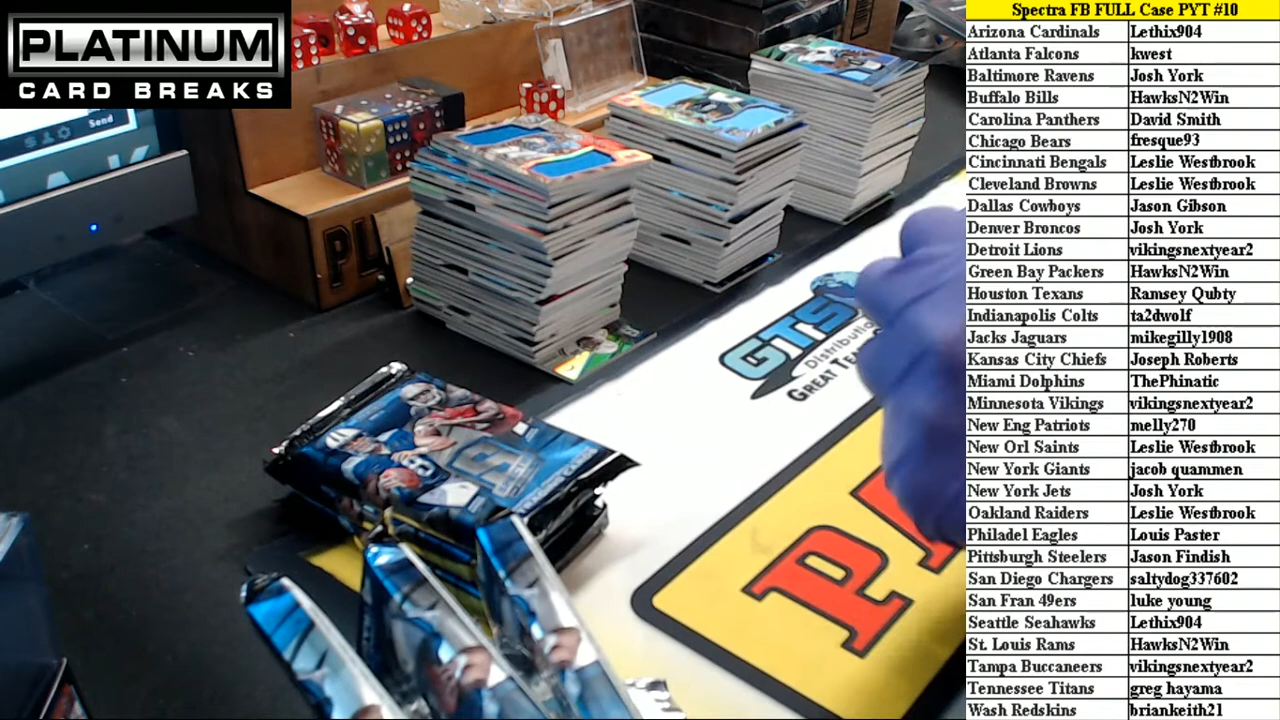 PLATINUM
CARD BREAKS
Send
PL
GTS
Distributio
GREAT TEA
PA
Spectra FB FULL Case PYT #10
Arizona Cardinals Lethix904
Atlanta Falcons kwest
Baltimore Ravens Josh York
Buffalo Bills HawksN2Win
Carolina Panthers David Smith
Chicago Bears fresque93
Cincinnati Bengals Leslie Westbrook
Cleveland Browns Leslie Westbrook
Dallas Cowboys Jason Gibson
Denver Broncos Josh York
Detroit Lions vikingsnextyear2
Green Bay Packers HawksN2Win
Houston Texans Ramsey Qubty
Indianapolis Colts ta2dwolf
Jacks Jaguars mikegilly1908
Kansas City Chiefs Joseph Roberts
Miami Dolphins ThePhinatic
Minnesota Vikings vikingsnextyear2
New Eng Patriots melly270
New Orl Saints Leslie Westbrook
New York Giants jacob quammen
New York Jets Josh York
Oakland Raiders Leslie Westbrook
Philadel Eagles Louis Paster
Pittsburgh Steelers Jason Findish
San Diego Chargers saltydog337602
San Fran 49ers luke young
Seattle Seahawks Lethix904
St. Louis Rams HawksN2Win
Tampa Buccaneers vikingsnextyear2
Tennessee Titans greg hayama
Wash Redskins briankeith21